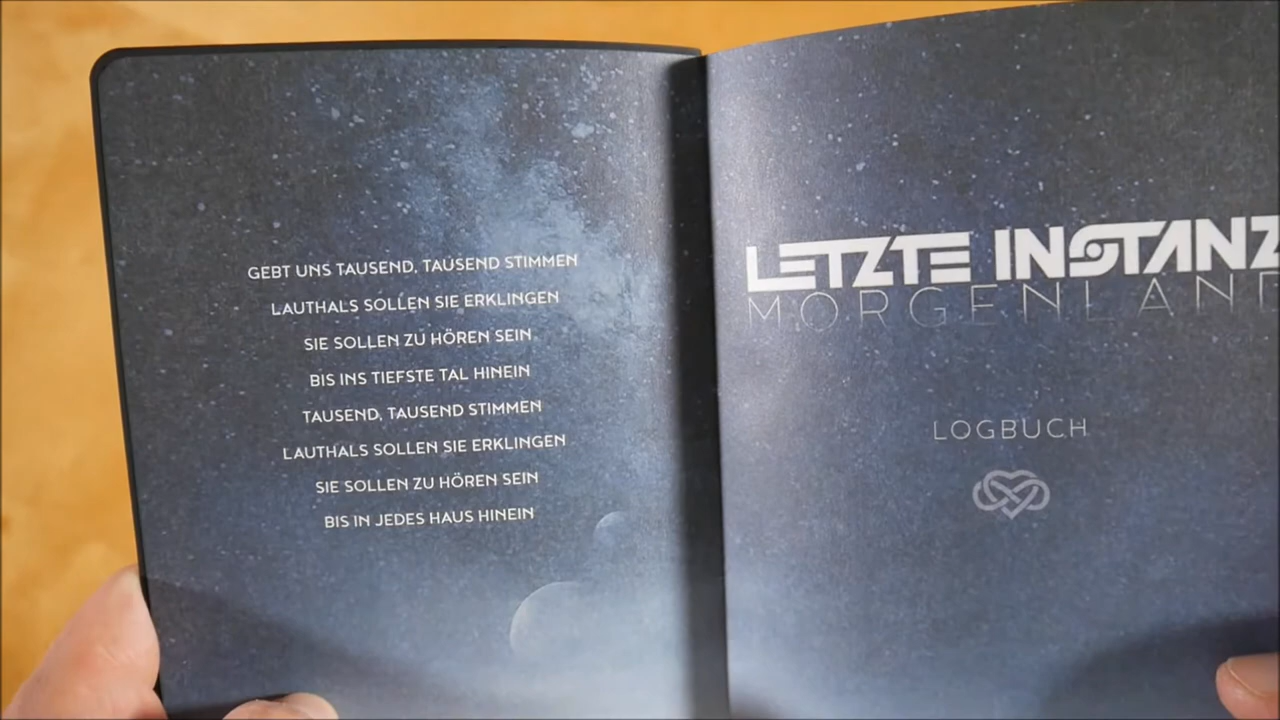 GEBT UNS TAUSEND, TAUSEND STIMMEN
LAUTHALS SOLLEN SIE ERKLINGEN
SIE SOLLEN ZU HÖREN SEIN
BIS INS TIEFSTE TAL HINEIN
TAUSEND, TAUSEND STIMMEN
LAUTHALS SOLLEN SIE ERKLINGEN
SIE SOLLEN ZU HÖREN SEIN
BIS IN JEDES HAUS HINEIN
LETZTE INSTANZ
MORGENLAND
LOGBUCH